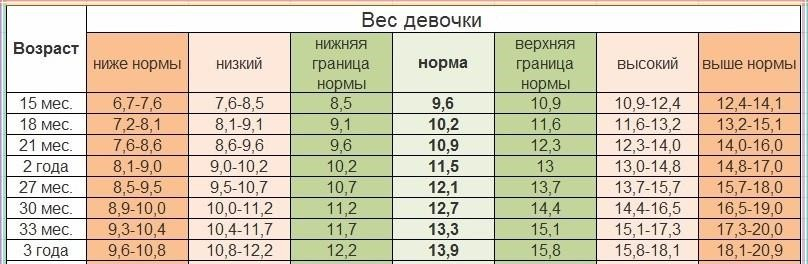 Вес девочки
Возраст
ниже нормы низкий нижняя граница нормы норма верхняя граница нормы высокий выше нормы
15 мес. 6,7-7,6 7,6-8,5 8,5 9,6 10,9 10,9-12,4 12,4-14,1
18 мес. 7,2-8,1 8,1-9,1 9,1 10,2 11,6 11,6-13,2 13,2-15,1
21 мес. 7,6-8,6 8,6-9,6 9,6 10,9 12,3 12,3-14,0 14,0-16,0
2 года 8,1-9,0 9,0-10,2 10,2 11,5 13 13,0-14,8 14,8-17,0
27 мес. 8,5-9,5 9,5-10,7 10,7 12,1 13,7 13,7-15,7 15,7-18,0
30 мес. 8,9-10,0 10,0-11,2 11,2 12,7 14,4 14,4-16,5 16,5-19,0
33 мес. 9,3-10,4 10,4-11,7 11,7 13,3 15,1 15,1-17,3 17,3-20,0
3 года 9,6-10,8 10,8-12,2 12,2 13,9 15,8 15,8-18,1 18,1-20,9